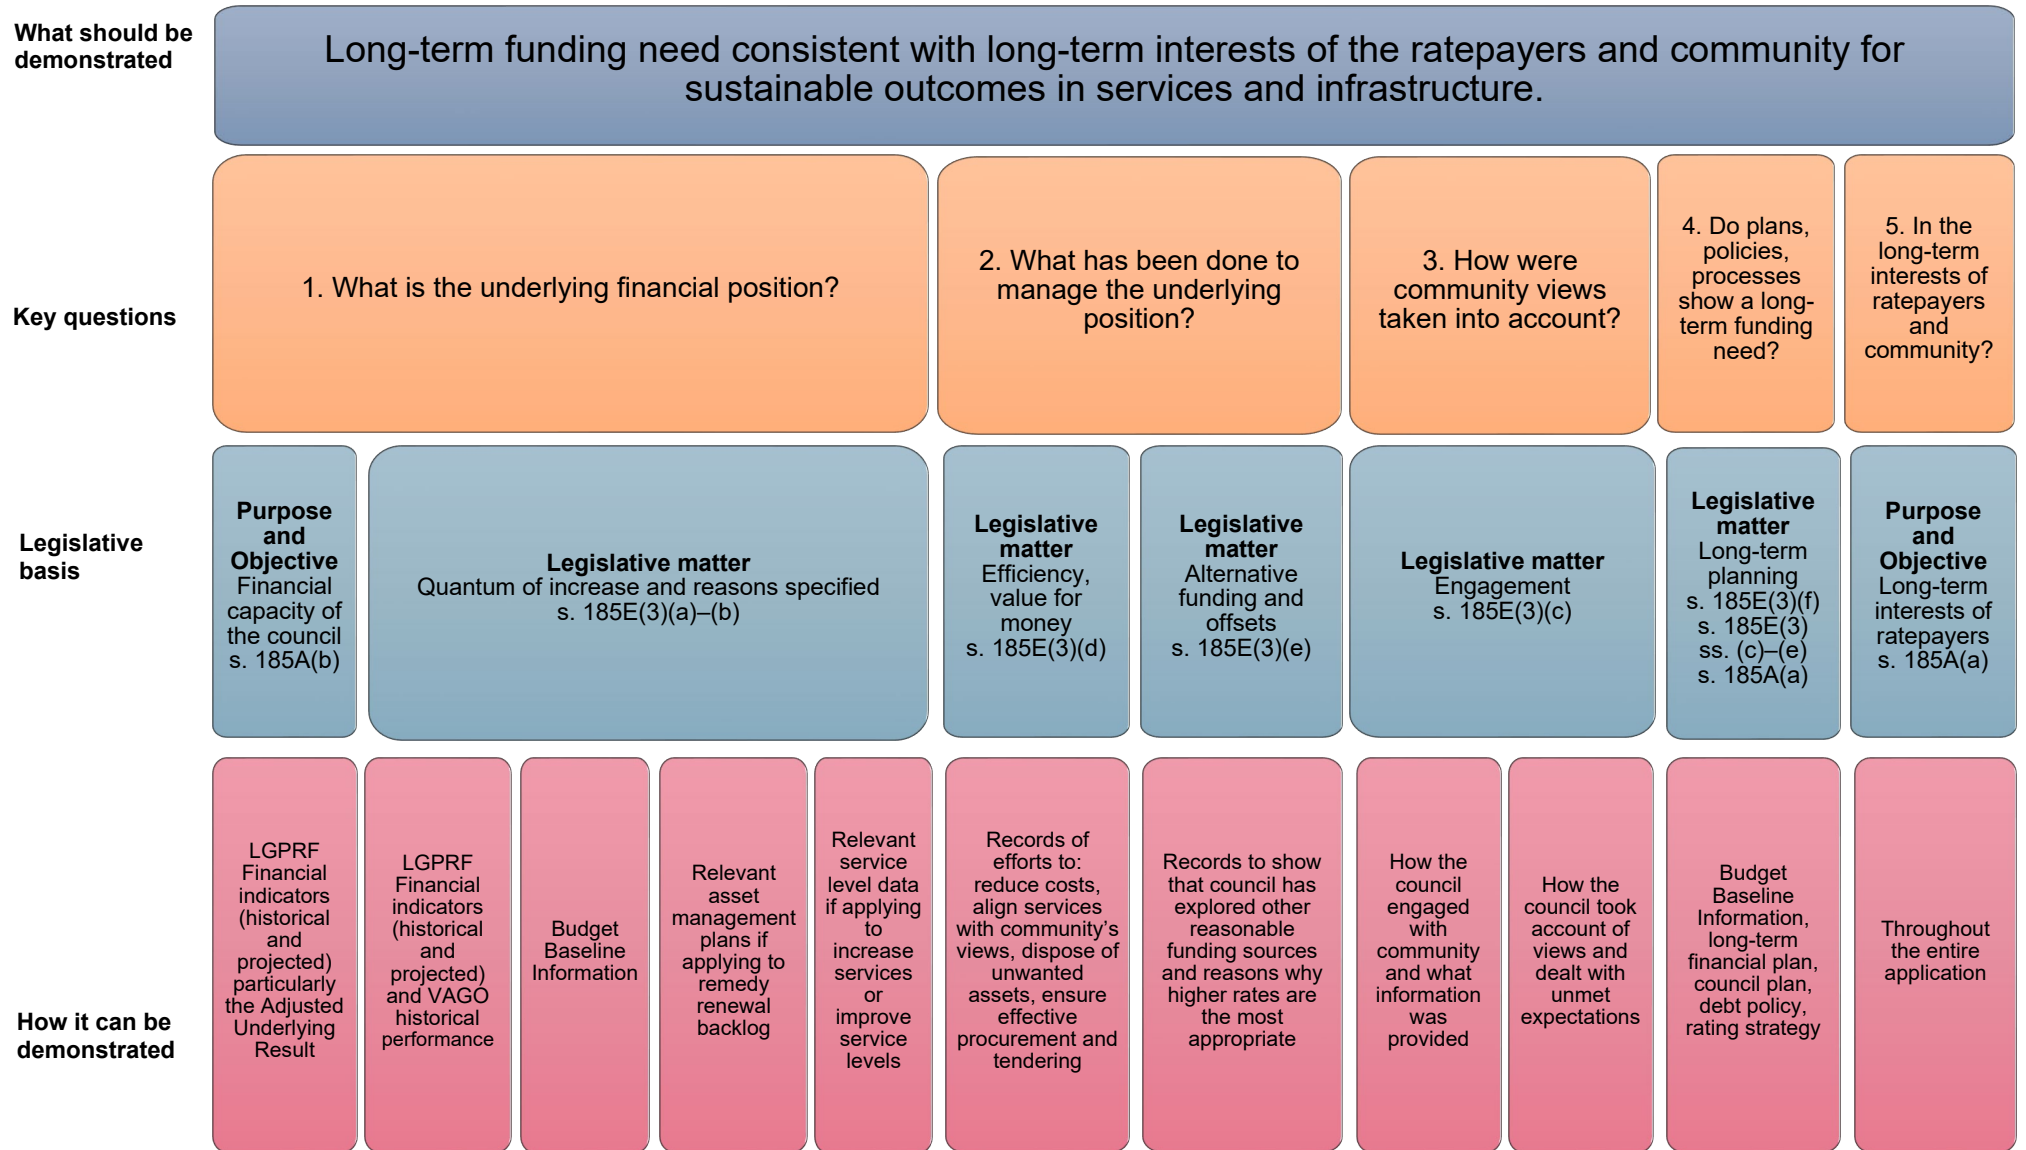 What should be
demonstrated
Long-term funding need consistent with long-term interests of the ratepayers and community for
sustainable outcomes in services and infrastructure.
Key questions
1. What is the underlying financial position?
2. What has been done to
manage the underlying
position?
3. How were
community views
taken into account?
4. Do plans,
policies,
processes
show a long-
term funding
need?
5. In the
long-term
interests of
ratepayers
and
community?
Legislative
basis
Purpose
and
Objective
Financial
capacity of
the council
s. 185A(b)
Legislative matter
Quantum of increase and reasons specified
s. 185E(3)(a)–(b)
Legislative
matter
Efficiency,
value for
money
s. 185E(3)(d)
Legislative
matter
Alternative
funding and
offsets
s. 185E(3)(e)
Legislative matter
Engagement
s. 185E(3)(c)
Legislative
matter
Long-term
planning
s. 185E(3)(f)
s. 185E(3)
ss. (c)–(e)
s. 185A(a)
Purpose
and
Objective
Long-term
interests of
ratepayers
s. 185A(a)
How it can be
demonstrated
LGPRF
Financial
indicators
(historical
and
projected)
particularly
the Adjusted
Underlying
Result
LGPRF
Financial
indicators
(historical
and
projected)
and VAGO
historical
performance
Budget
Baseline
Information
Relevant
asset
management
plans if
applying to
remedy
renewal
backlog
Relevant
service
level data
if applying
to
increase
services
or
improve
service
levels
Records of
efforts to:
reduce costs,
align services
with community’s
views, dispose of
unwanted
assets, ensure
effective
procurement and
tendering
Records to show
that council has
explored other
reasonable
funding sources
and reasons why
higher rates are
the most
appropriate
How the
council
engaged
with
community
and what
information
was
provided
How the
council took
account of
views and
dealt with
unmet
expectations
Budget
Baseline
Information,
long-term
financial plan,
council plan,
debt policy,
rating strategy
Throughout
the entire
application